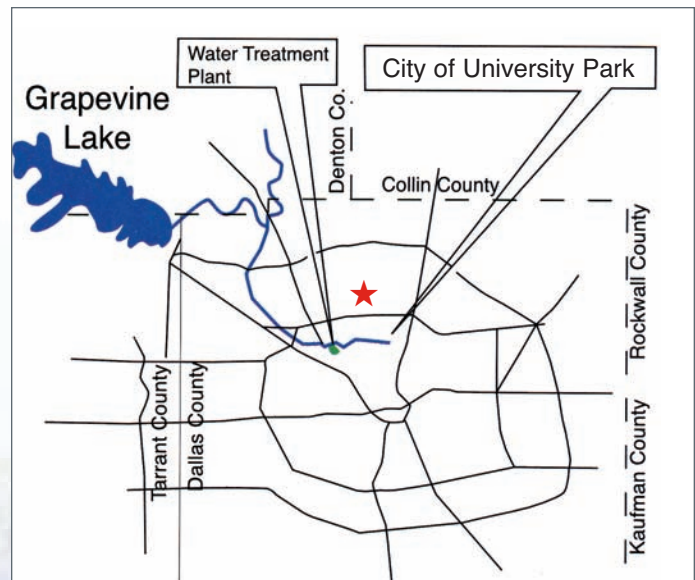 Water Treatment
Plant
City of University Park
Grapevine
Lake
Denton Co.
Collin County
Rockwall County
Tarrant County
Dallas County
Kaufman County